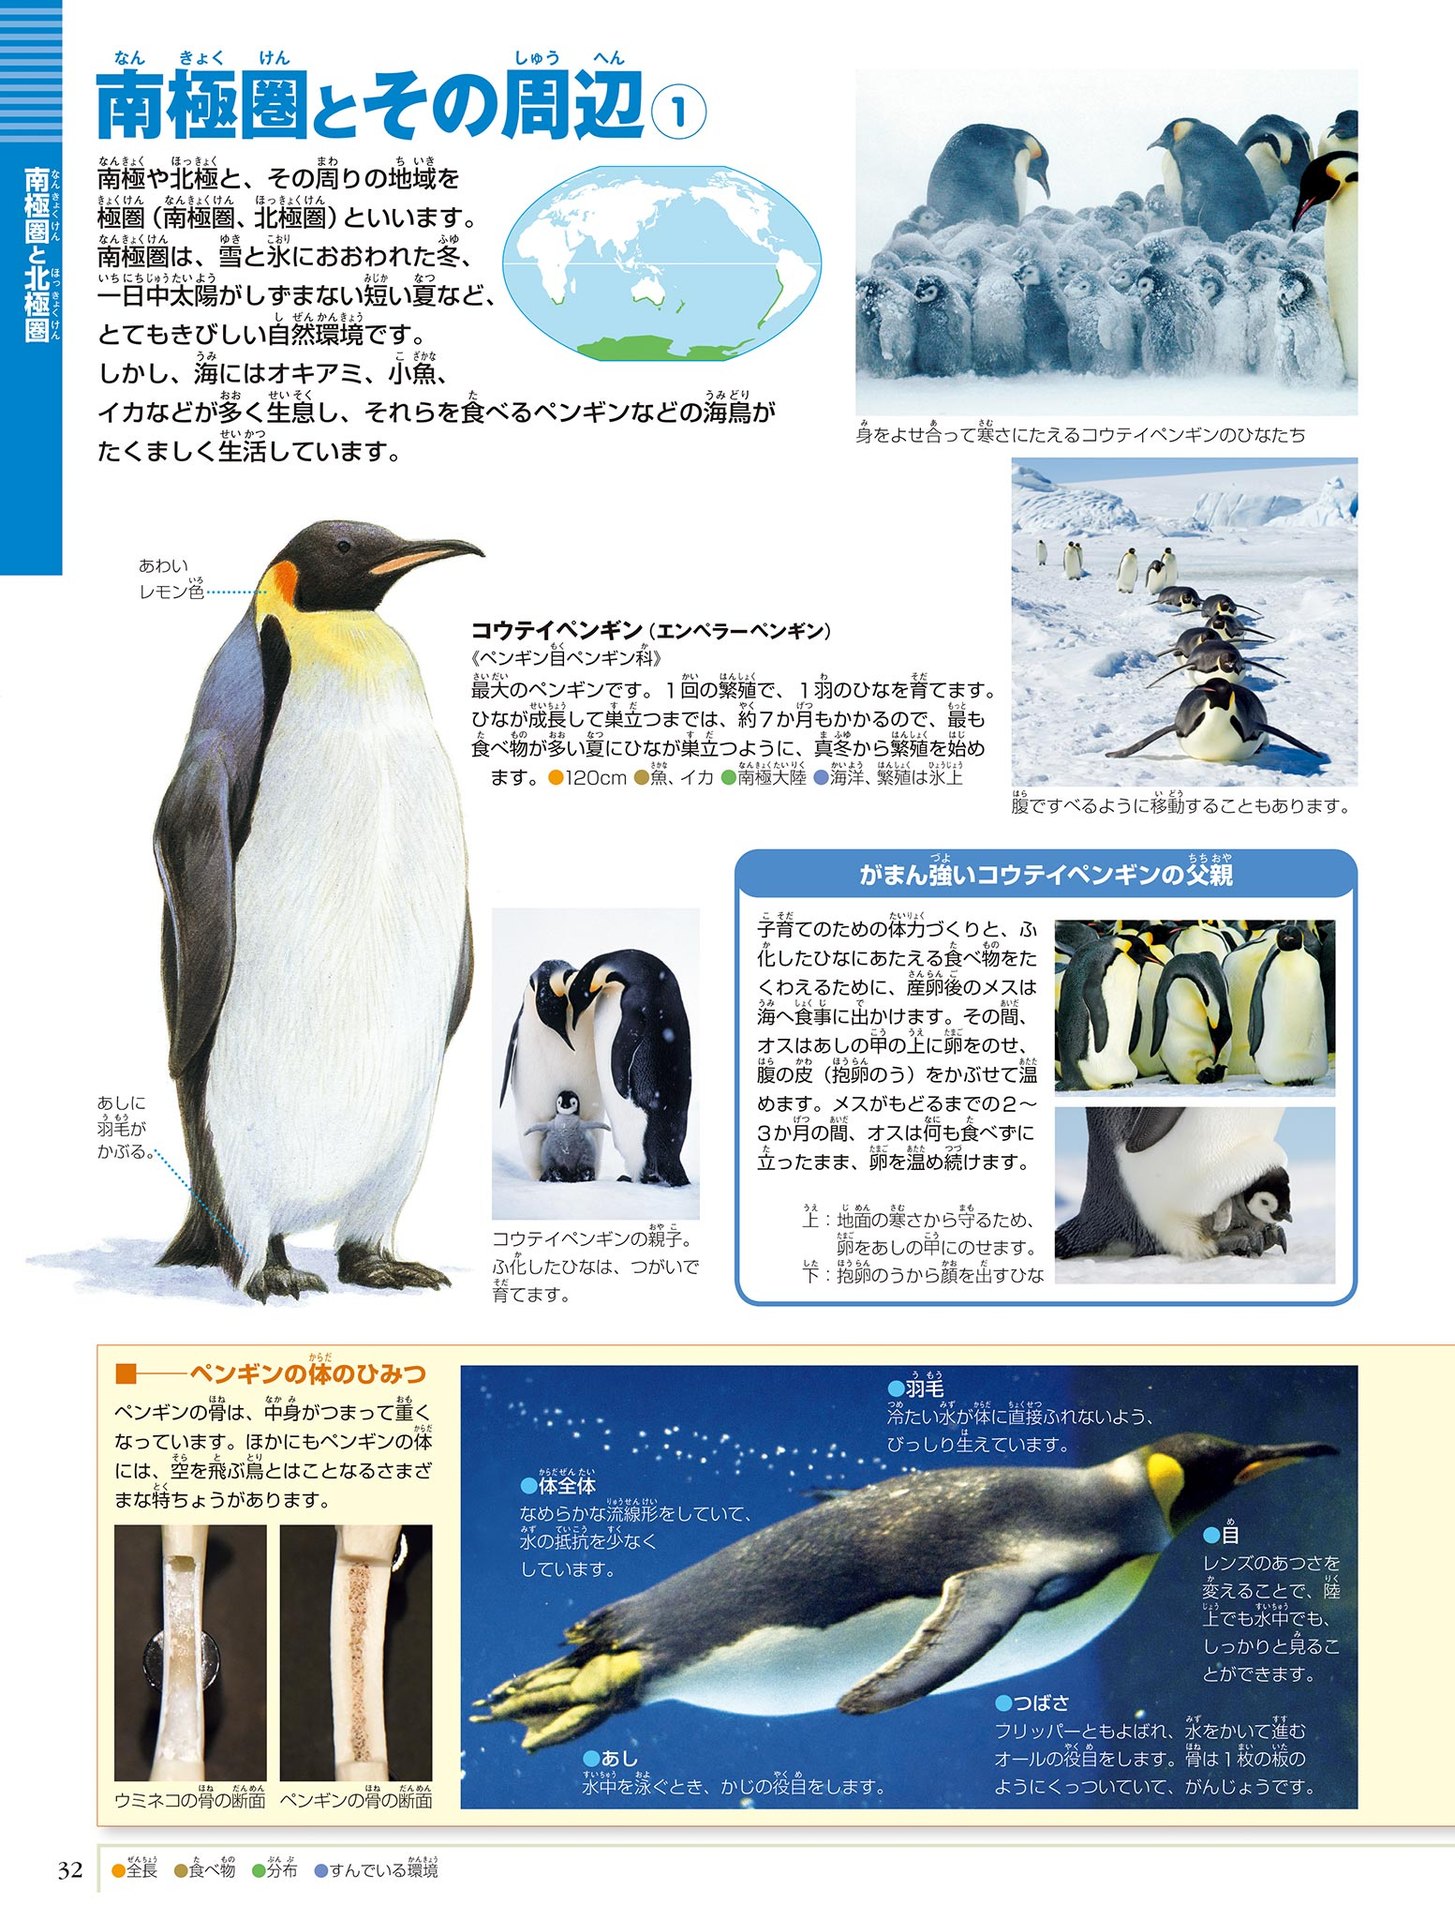 南極圏と北極圏
南極圏とその周辺①
南極や北極と、その周りの地域を
極圏（南極圏、北極圏）といいます。
南極圏は、雪と氷におおわれた冬、
一日中太陽がしずまない短い夏など、
とてもきびしい自然環境です。
しかし、海にはオキアミ、小魚、
イカなどが多く生息し、それらを食べるペンギンなどの海鳥が
たくましく生活しています。
身をよせ合って寒さにたえるコウテイペンギンのひなたち
腹ですべるように移動することもあります。
あわい
レモン色
あしに
羽毛が
かぶる。
コウテイペンギン（エンペラーペンギン）
《ペンギン目ペンギン科》
最大のペンギンです。1回の繁殖で、1羽のひなを育てます。
ひなが成長して巣立つまでは、約7か月もかかるので、最も
食べ物が多い夏にひなが巣立つように、真冬から繁殖を始め
ます。●120cm ●魚、イカ ●南極大陸 ●海洋、繁殖は氷上
コウテイペンギンの親子。
ふ化したひなは、つがいで
育てます。
がまん強いコウテイペンギンの父親
子育てのための体力づくりと、ふ
化したひなにあたえる食べ物をた
くわえるために、産卵後のメスは
海へ食事に出かけます。その間、
オスはあしの甲の上に卵をのせ、
腹の皮（抱卵のう）をかぶせて温
めます。メスがもどるまでの2〜
3か月の間、オスは何も食べずに
立ったまま、卵を温め続けます。
上：地面の寒さから守るため、
卵をあしの甲にのせます。
下：抱卵のうから顔を出すひな
■ペンギンの体のひみつ
ペンギンの骨は、中身がつまって重く
なっています。ほかにもペンギンの体
には、空を飛ぶ鳥とはことなるさまざ
まな特ちょうがあります。
ウミネコの骨の断面
ペンギンの骨の断面
●羽毛
冷たい水が体に直接ふれないよう、
びっしり生えています。
●体全体
なめらかな流線形をしていて、
水の抵抗を少なく
しています。
●目
レンズのあつさを
変えることで、陸
上でも水中でも、
しっかりと見るこ
とができます。
●つばさ
フリッパーともよばれ、水をかいて進む
オールの役目をします。骨は1枚の板の
ようにくっついていて、がんじょうです。
●あし
水中を泳ぐとき、かじの役目をします。
32
●全長 ●食べ物 ●分布 ●すんでいる環境